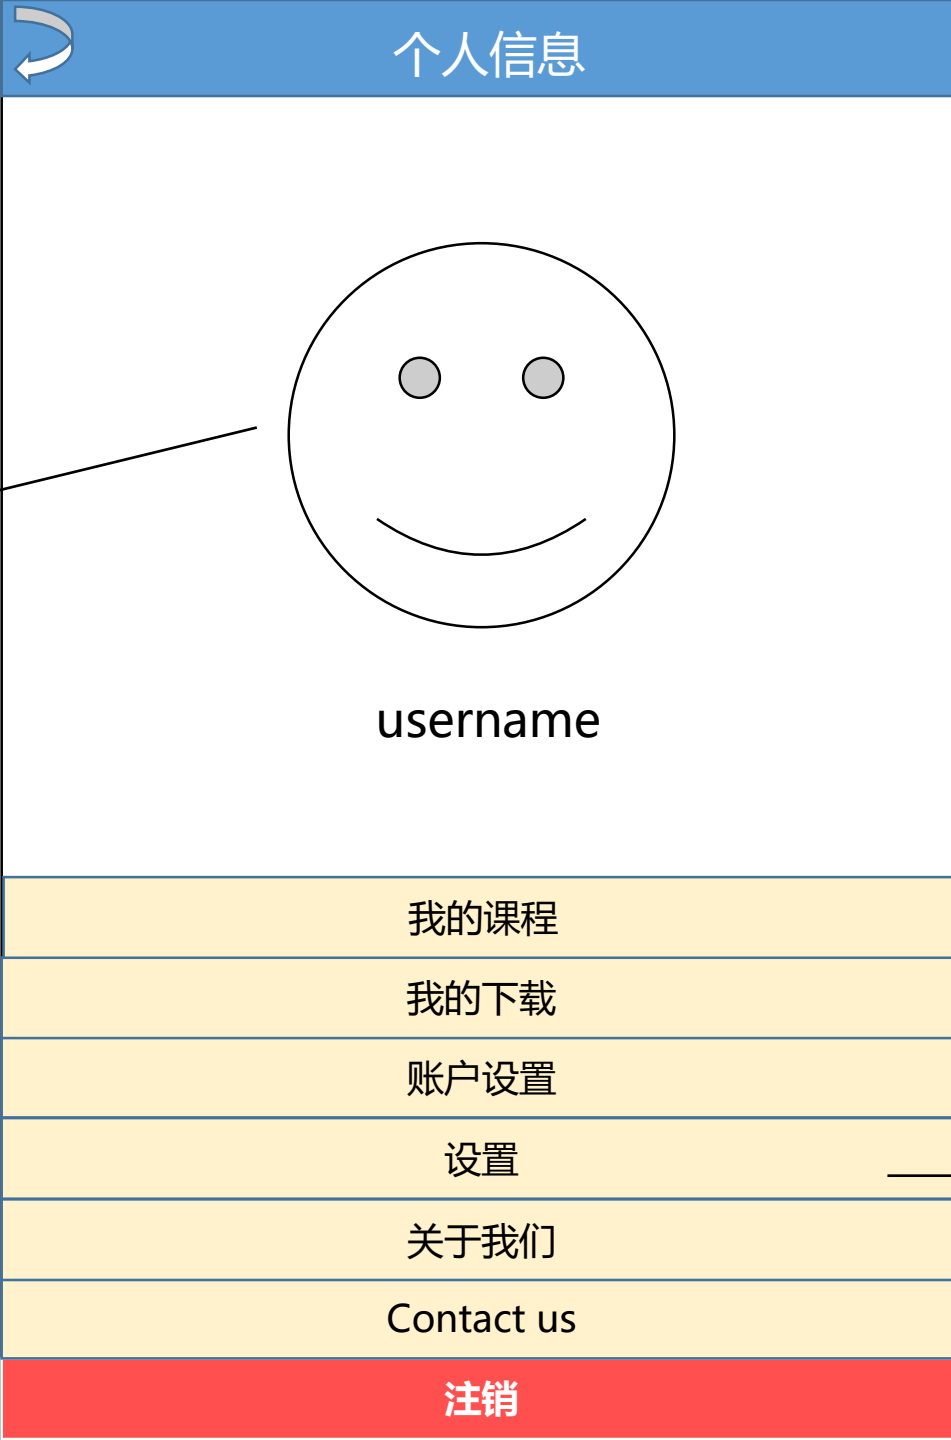 个人信息
username
我的课程
我的下载
账户设置
设置
关于我们
Contact us
注销